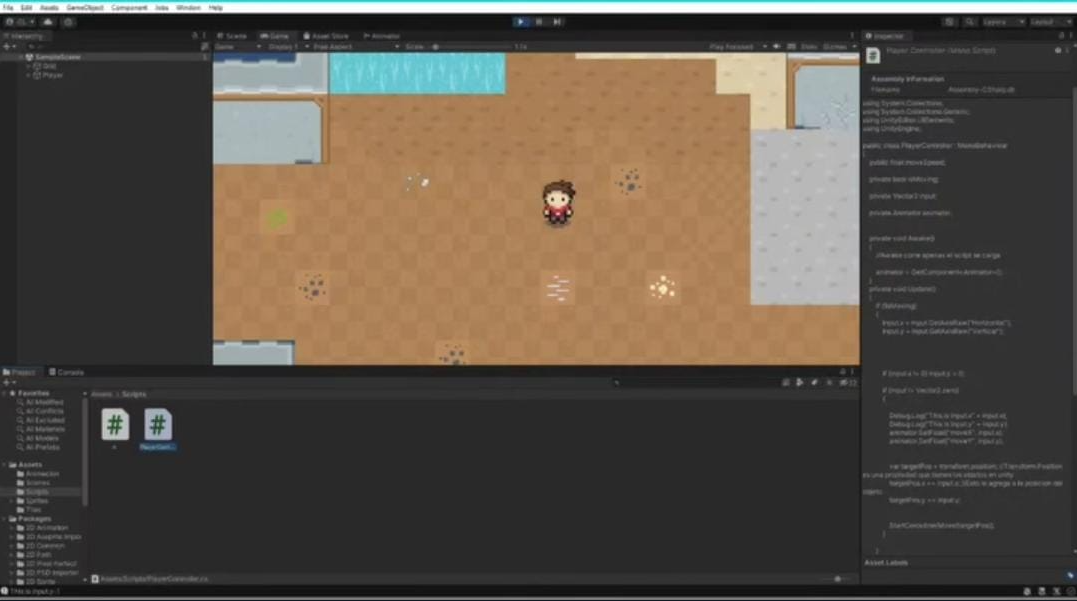 File Edit Assets GameObject Component Jobs Window Help
Layers Layout
Hierarchy
Scene Game Asset Store Animator
Inspector
Game Display 1 Free Aspect Scale 1.1x Play Focused Stats Gizmos
SampleScene
Grid
Player
Player Controller (Mono Script)
Assembly Information
Filename Assembly-CSharp.dll
using System.Collections;
using System.Collections.Generic;
using UnityEditor.UIElements;
using UnityEngine;
public class PlayerController : MonoBehaviour
{
public float moveSpeed;
private bool isMoving;
private Vector2 input;
private Animator animator;
private void Awake()
{
//Awake corre apenas el script se carga
animator = GetComponent<Animator>();
}
private void Update()
{
if (!isMoving)
{
input.x = Input.GetAxisRaw("Horizontal");
input.y = Input.GetAxisRaw("Vertical");
if (input.x != 0) input.y = 0;
if (input != Vector2.zero)
{
Debug.Log("This is input.x" + input.x);
Debug.Log("This is input.y" + input.y);
animator.SetFloat("moveX", input.x);
animator.SetFloat("moveY", input.y);
var targetPos = transform.position; //Transform.Position
es una propiedad que tienen los objetos en unity
targetPos.x += input.x; //Esto le agrega a la posicion del
objeto
targetPos.y += input.y;
StartCoroutine(Move(targetPos));
}
}
Asset Labels
Project Console
Favorites
All Modified
All Conflicts
All Excluded
All Materials
All Models
All Prefabs
Assets
Animacion
Scenes
Scripts
Sprites
Tiles
Packages
2D Animation
2D Aseprite Impo
2D Common
2D Path
2D Pixel Perfect
2D PSD Importer
2D Sprite
Assets Scripts
PlayerCon...
Assets/Scripts/PlayerController.cs
This is input.y-1